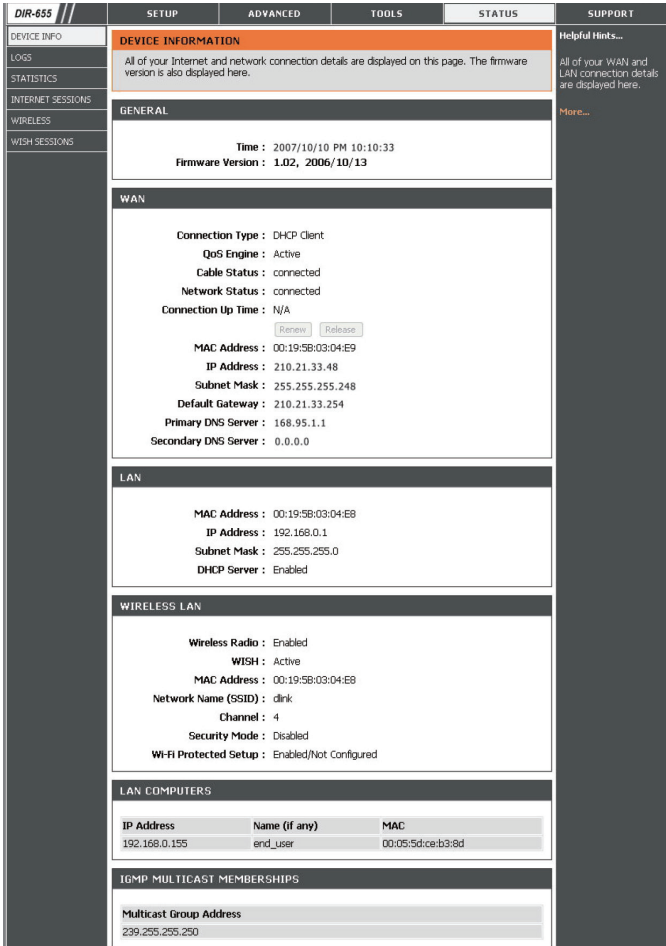 DIR-655
SETUP
ADVANCED
TOOLS
STATUS
SUPPORT
DEVICE INFO
LOGS
STATISTICS
INTERNET SESSIONS
WIRELESS
WISH SESSIONS
DEVICE INFORMATION
All of your Internet and network connection details are displayed on this page. The firmware
version is also displayed here.
GENERAL
Time : 2007/10/10 PM 10:10:33
Firmware Version : 1.02, 2006/10/13
WAN
Connection Type : DHCP Client
QoS Engine : Active
Cable Status : connected
Network Status : connected
Connection Up Time : N/A
Renew Release
MAC Address : 00:19:5B:03:04:E9
IP Address : 210.21.33.48
Subnet Mask : 255.255.255.248
Default Gateway : 210.21.33.254
Primary DNS Server : 168.95.1.1
Secondary DNS Server : 0.0.0.0
LAN
MAC Address : 00:19:5B:03:04:E8
IP Address : 192.168.0.1
Subnet Mask : 255.255.255.0
DHCP Server : Enabled
WIRELESS LAN
Wireless Radio : Enabled
WISH : Active
MAC Address : 00:19:5B:03:04:E8
Network Name (SSID) : dlink
Channel : 4
Security Mode : Disabled
Wi-Fi Protected Setup : Enabled/Not Configured
LAN COMPUTERS
IP Address Name (if any) MAC
192.168.0.155 end_user 00:05:5d:ce:b3:8d
IGMP MULTICAST MEMBERSHIPS
Multicast Group Address
239.255.255.250
Helpful Hints...
All of your WAN and
LAN connection details
are displayed here.
More...